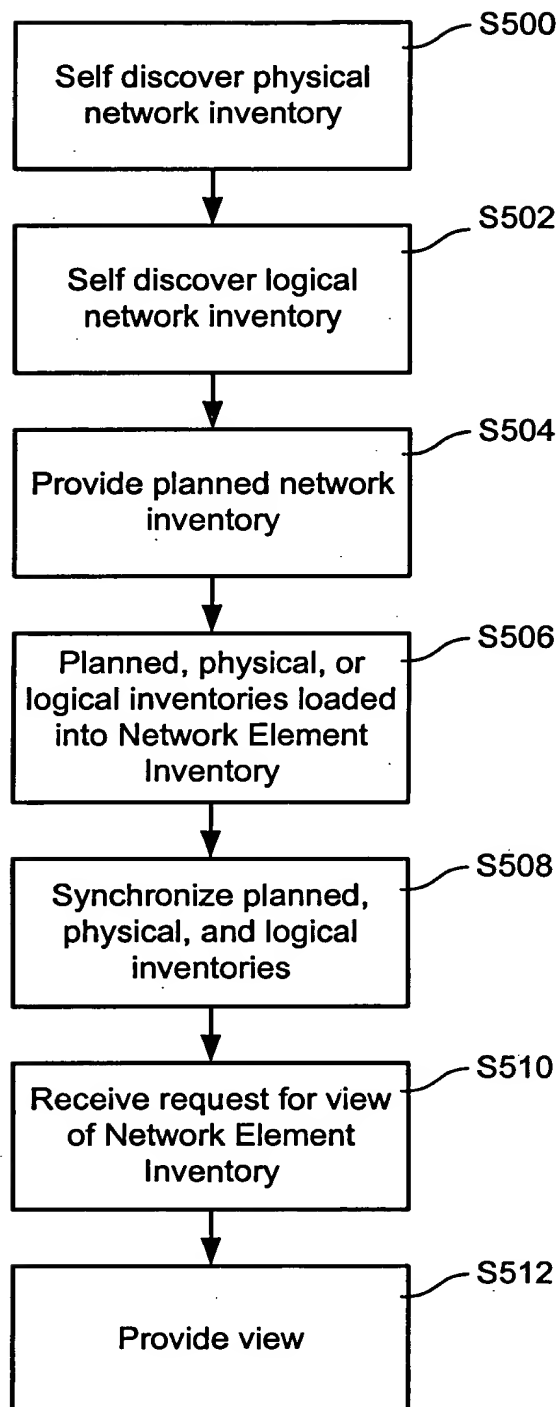 S500
Self discover physical
network inventory
S502
Self discover logical
network inventory
S504
Provide planned network
inventory
S506
Planned, physical, or
logical inventories loaded
into Network Element
Inventory
S508
Synchronize planned,
physical, and logical
inventories
S510
Receive request for view
of Network Element
Inventory
S512
Provide view